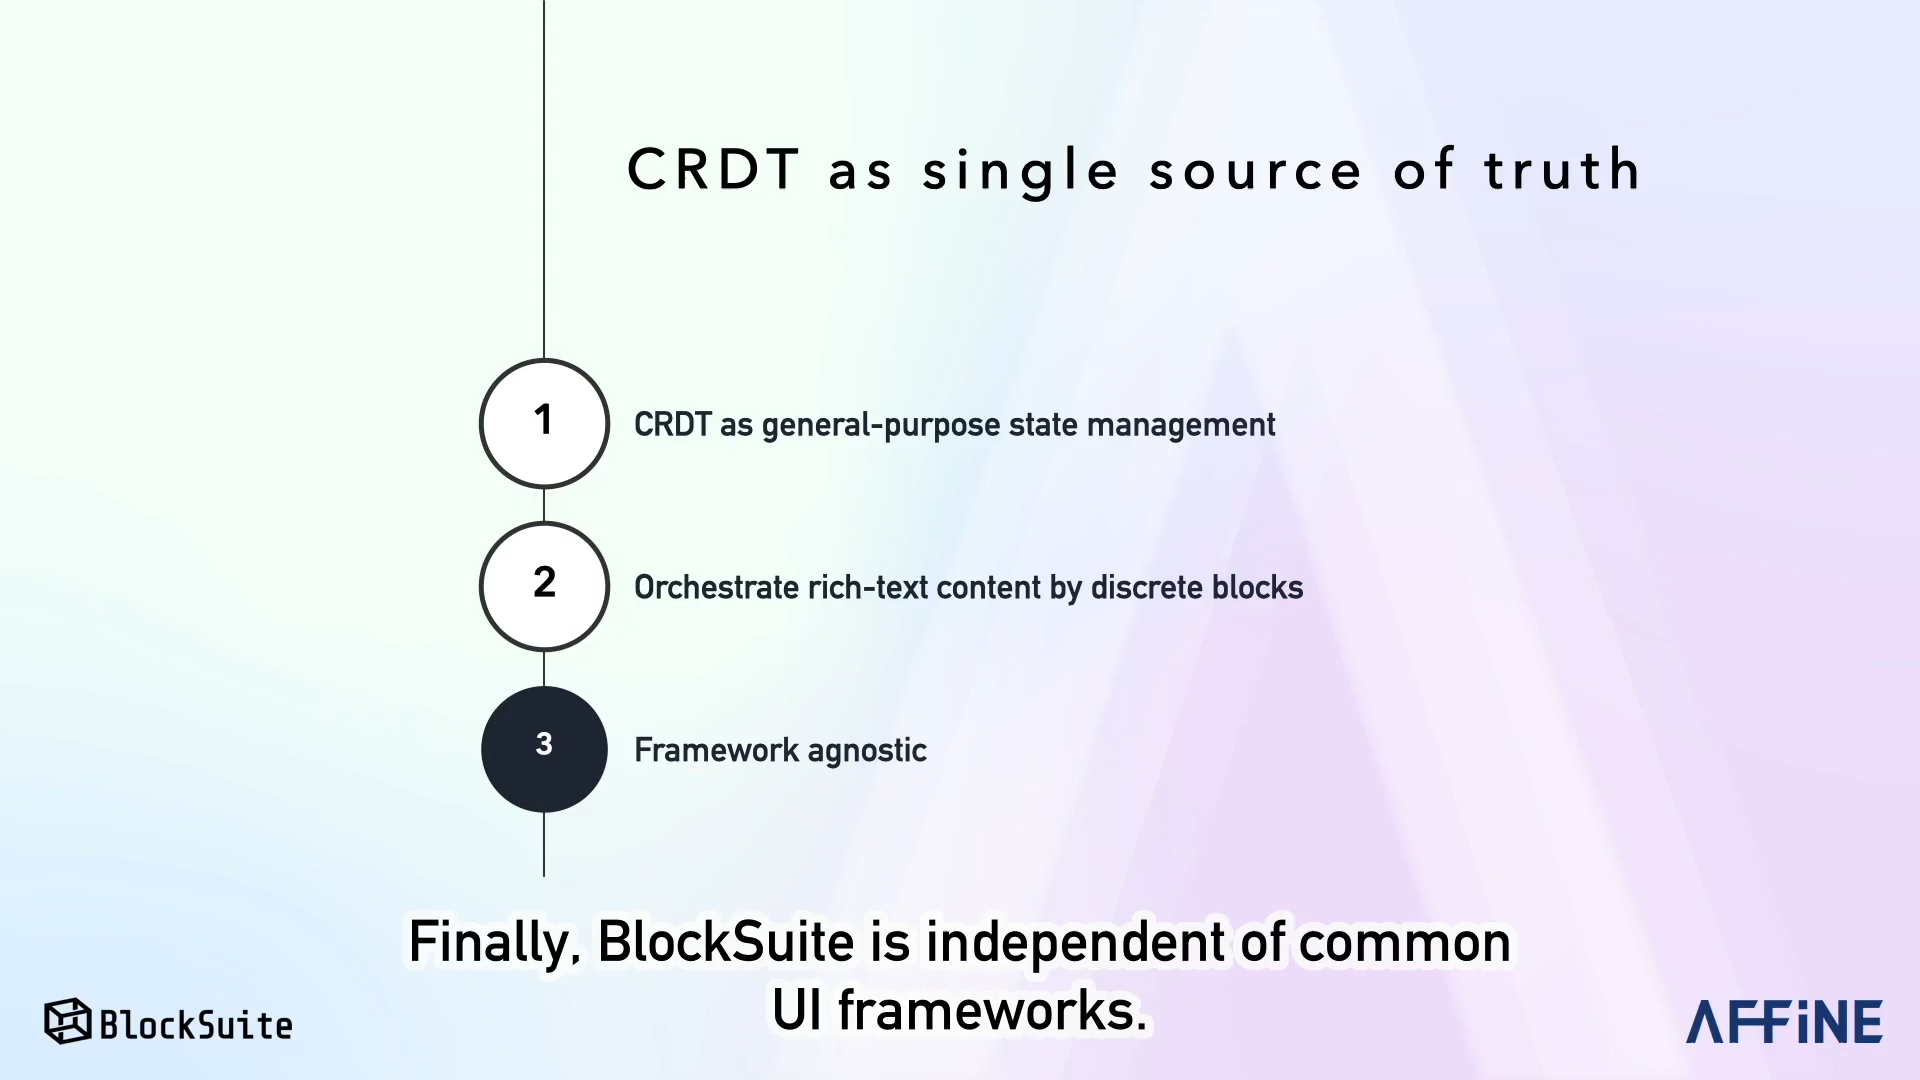 CRDT as single source of truth
1
CRDT as general-purpose state management
2
Orchestrate rich-text content by discrete blocks
3
Framework agnostic
Finally, BlockSuite is independent of common
UI frameworks.
BlockSuite
AFFiNE